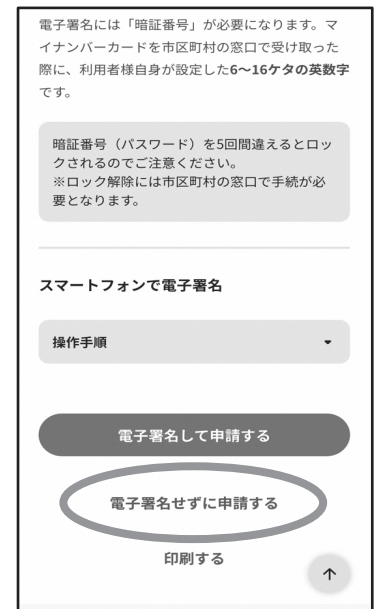 電子署名には「暗証番号」が必要になります。マ
イナンバーカードを市区町村の窓口で受け取った
際に、利用者様自身が設定した6～16ケタの英数字
です。
暗証番号（パスワード）を5回間違えるとロッ
クされるのでご注意ください。
※ロック解除には市区町村の窓口で手続が必
要となります。
スマートフォンで電子署名
操作手順
電子署名して申請する
電子署名せずに申請する
印刷する